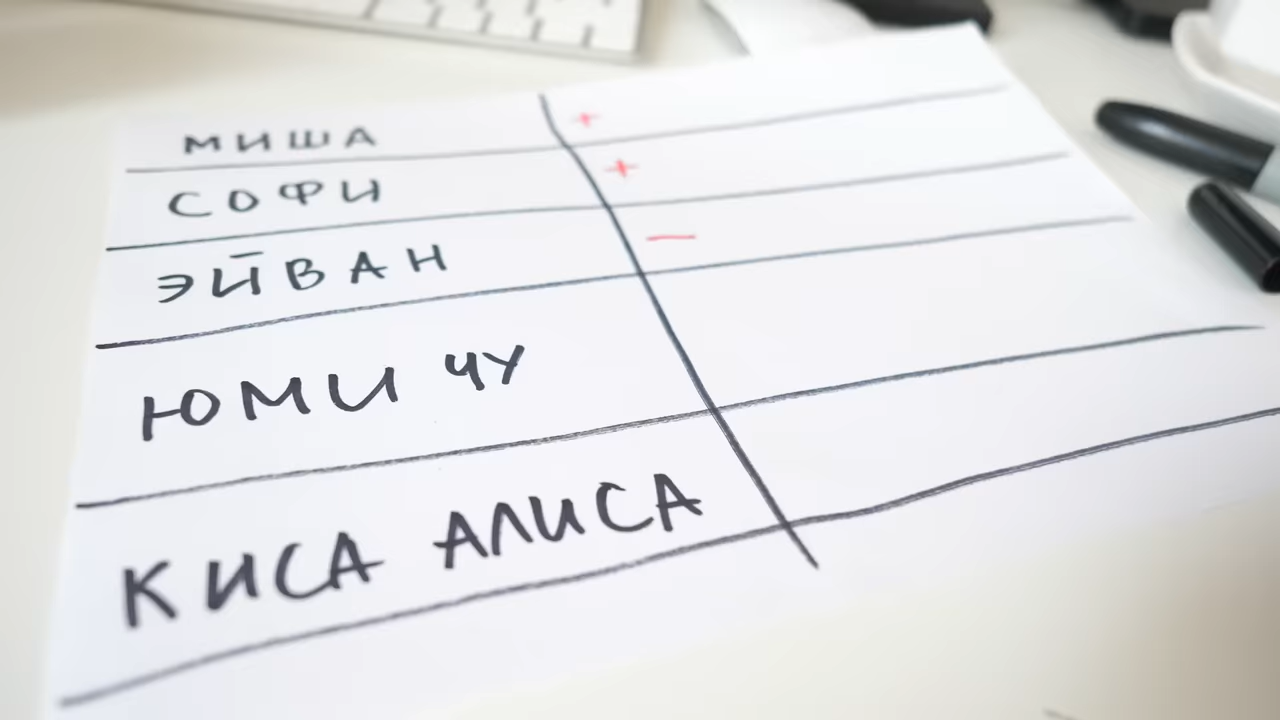 МИША +
СОФИ +
ЭЙВАН −
ЮМИ ЧУ
КИСА АЛИСА